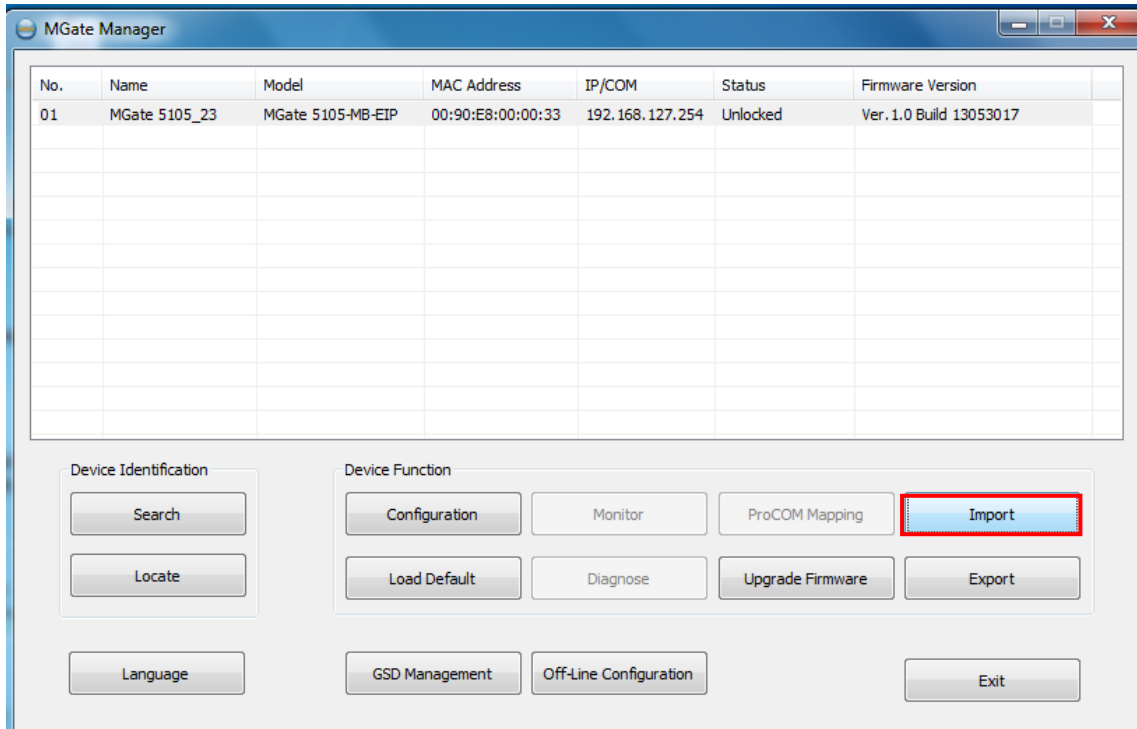 MGate Manager
No. Name Model MAC Address IP/COM Status Firmware Version
01 MGate 5105_23 MGate 5105-MB-EIP 00:90:E8:00:00:33 192.168.127.254 Unlocked Ver.1.0 Build 13053017
Device Identification Device Function
Search Configuration Monitor ProCOM Mapping Import
Locate Load Default Diagnose Upgrade Firmware Export
Language GSD Management Off-Line Configuration Exit